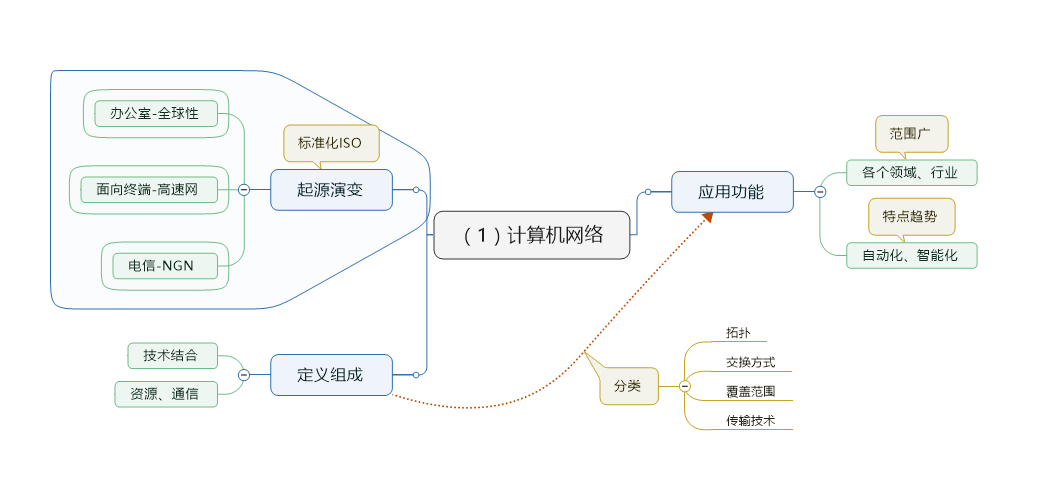 （1）计算机网络
标准化ISO
起源演变
办公室-全球性
面向终端-高速网
电信-NGN
定义组成
技术结合
资源、通信
应用功能
范围广
各个领域、行业
特点趋势
自动化、智能化
分类
拓扑
交换方式
覆盖范围
传输技术